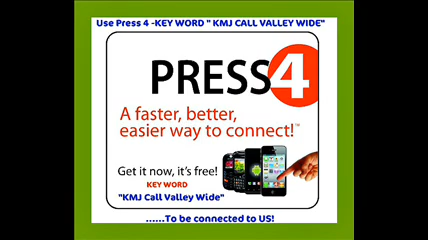 Use Press 4 -KEY WORD " KMJ CALL VALLEY WIDE"
PRESS4
A faster, better,
easier way to connect!™
Get it now, it's free!
KEY WORD
"KMJ Call Valley Wide"
......To be connected to US!